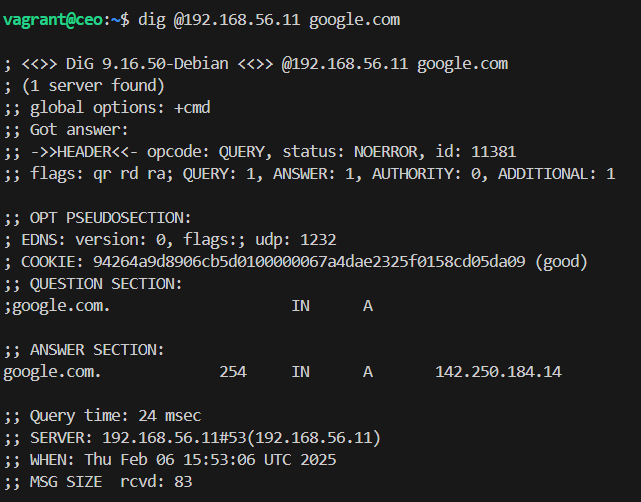 vagrant@ceo:~$ dig @192.168.56.11 google.com
; <<>> DiG 9.16.50-Debian <<>> @192.168.56.11 google.com
; (1 server found)
;; global options: +cmd
;; Got answer:
;; ->>HEADER<<- opcode: QUERY, status: NOERROR, id: 11381
;; flags: qr rd ra; QUERY: 1, ANSWER: 1, AUTHORITY: 0, ADDITIONAL: 1
;; OPT PSEUDOSECTION:
; EDNS: version: 0, flags:; udp: 1232
; COOKIE: 94264a9d8906cb5d0100000067a4dae2325f0158cd05da09 (good)
;; QUESTION SECTION:
;google.com. IN A
;; ANSWER SECTION:
google.com. 254 IN A 142.250.184.14
;; Query time: 24 msec
;; SERVER: 192.168.56.11#53(192.168.56.11)
;; WHEN: Thu Feb 06 15:53:06 UTC 2025
;; MSG SIZE rcvd: 83